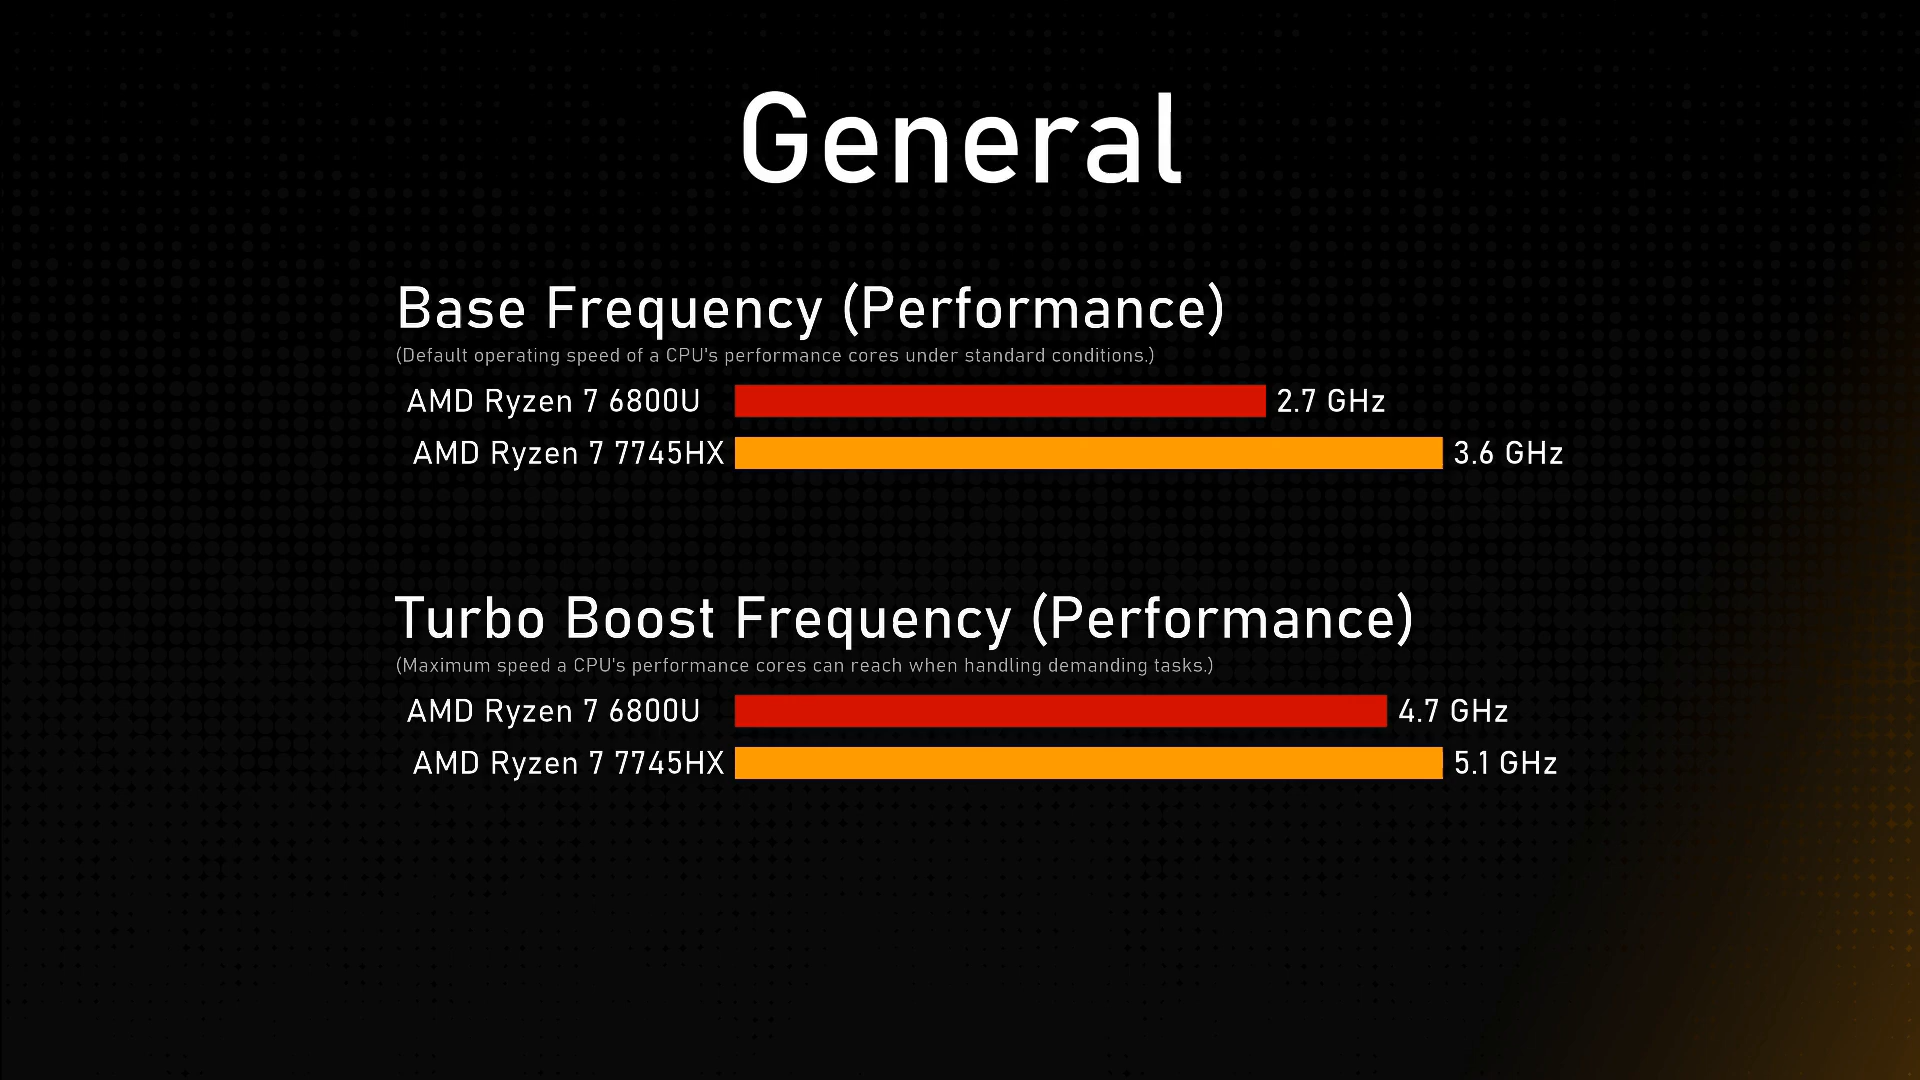 General
Base Frequency (Performance)
(Default operating speed of a CPU's performance cores under standard conditions.)
AMD Ryzen 7 6800U 2.7 GHz
AMD Ryzen 7 7745HX 3.6 GHz
Turbo Boost Frequency (Performance)
(Maximum speed a CPU's performance cores can reach when handling demanding tasks.)
AMD Ryzen 7 6800U 4.7 GHz
AMD Ryzen 7 7745HX 5.1 GHz